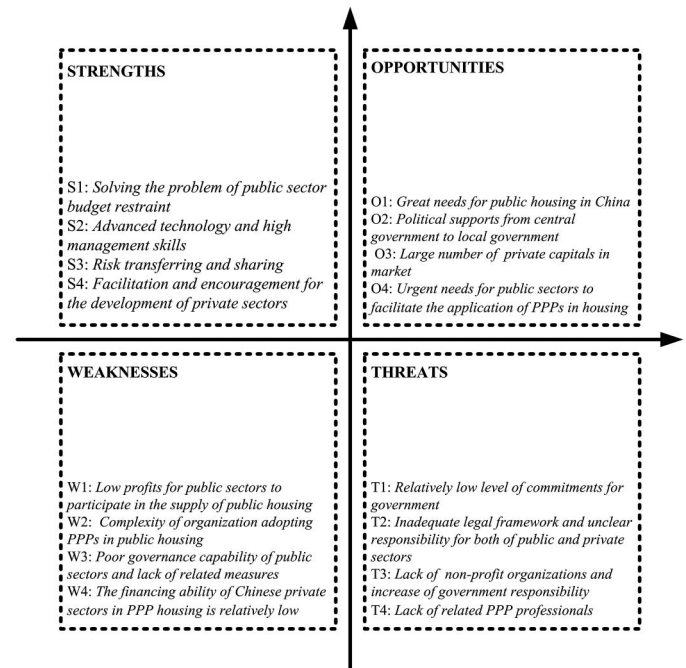 STRENGTHS
S1: Solving the problem of public sector
budget restraint
S2: Advanced technology and high
management skills
S3: Risk transferring and sharing
S4: Facilitation and encouragement for
the development of private sectors
OPPORTUNITIES
O1: Great needs for public housing in China
O2: Political supports from central
government to local government
O3: Large number of private capitals in
market
O4: Urgent needs for public sectors to
facilitate the application of PPPs in housing
WEAKNESSES
W1: Low profits for public sectors to
participate in the supply of public housing
W2: Complexity of organization adopting
PPPs in public housing
W3: Poor governance capability of public
sectors and lack of related measures
W4: The financing ability of Chinese private
sectors in PPP housing is relatively low
THREATS
T1: Relatively low level of commitments for
government
T2: Inadequate legal framework and unclear
responsibility for both of public and private
sectors
T3: Lack of non-profit organizations and
increase of government responsibility
T4: Lack of related PPP professionals